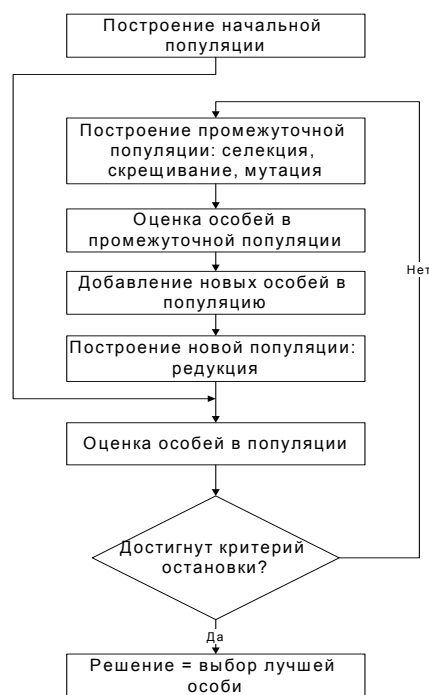 Построение начальной
популяции
Построение промежуточной
популяции: селекция,
скрещивание, мутация
Оценка особей в
промежуточной популяции
Нет
Добавление новых особей в
популяцию
Построение новой популяции:
редукция
Оценка особей в популяции
Достигнут критерий
остановки?
Да
Решение = выбор лучшей
особи